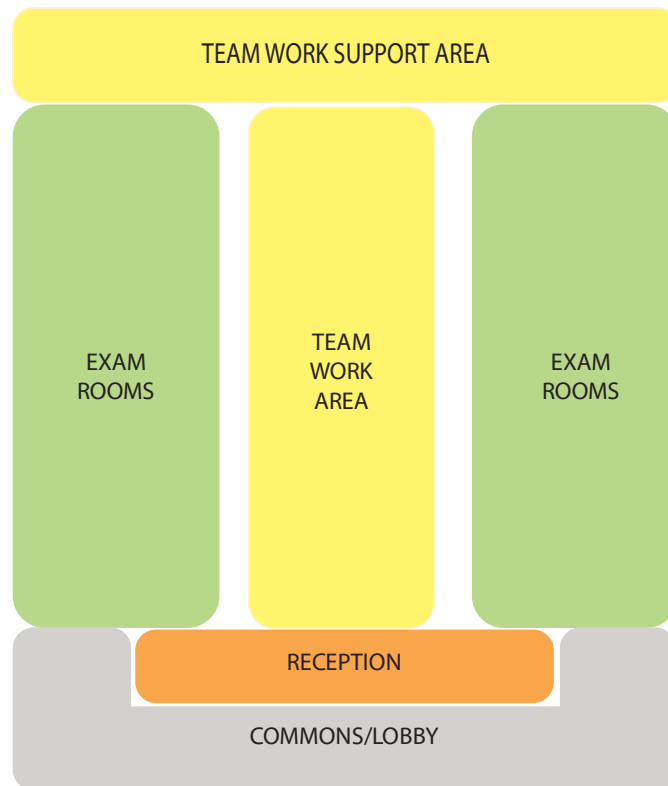 TEAM WORK SUPPORT AREA
EXAM
ROOMS
TEAM
WORK
AREA
EXAM
ROOMS
RECEPTION
COMMONS/LOBBY